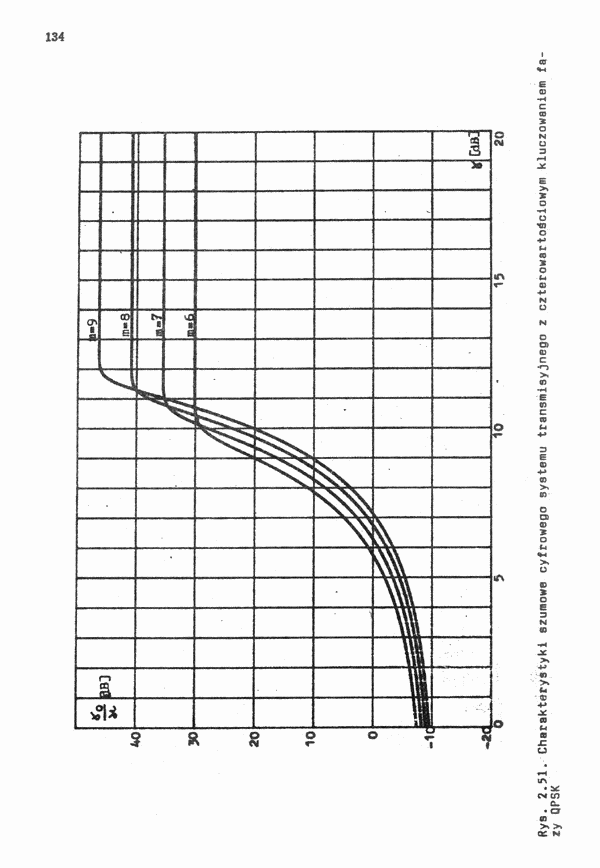 134
γ₀/γ [dB]
40
30
20
10
0
-10
-20
0
5
10
15
20
γ [dB]
m=9
m=8
m=7
m=6
Rys. 2.51. Charakterystyki szumowe cyfrowego systemu transmisyjnego z czterowartościowym kluczowaniem fa-
zy QPSK